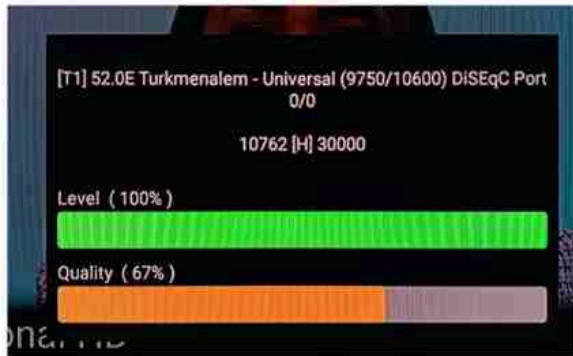 [T1] 52.0E Turkmenalem - Universal (9750/10600) DiSEqC Port
0/0
10762 [H] 30000
Level ( 100% )
Quality ( 67% )